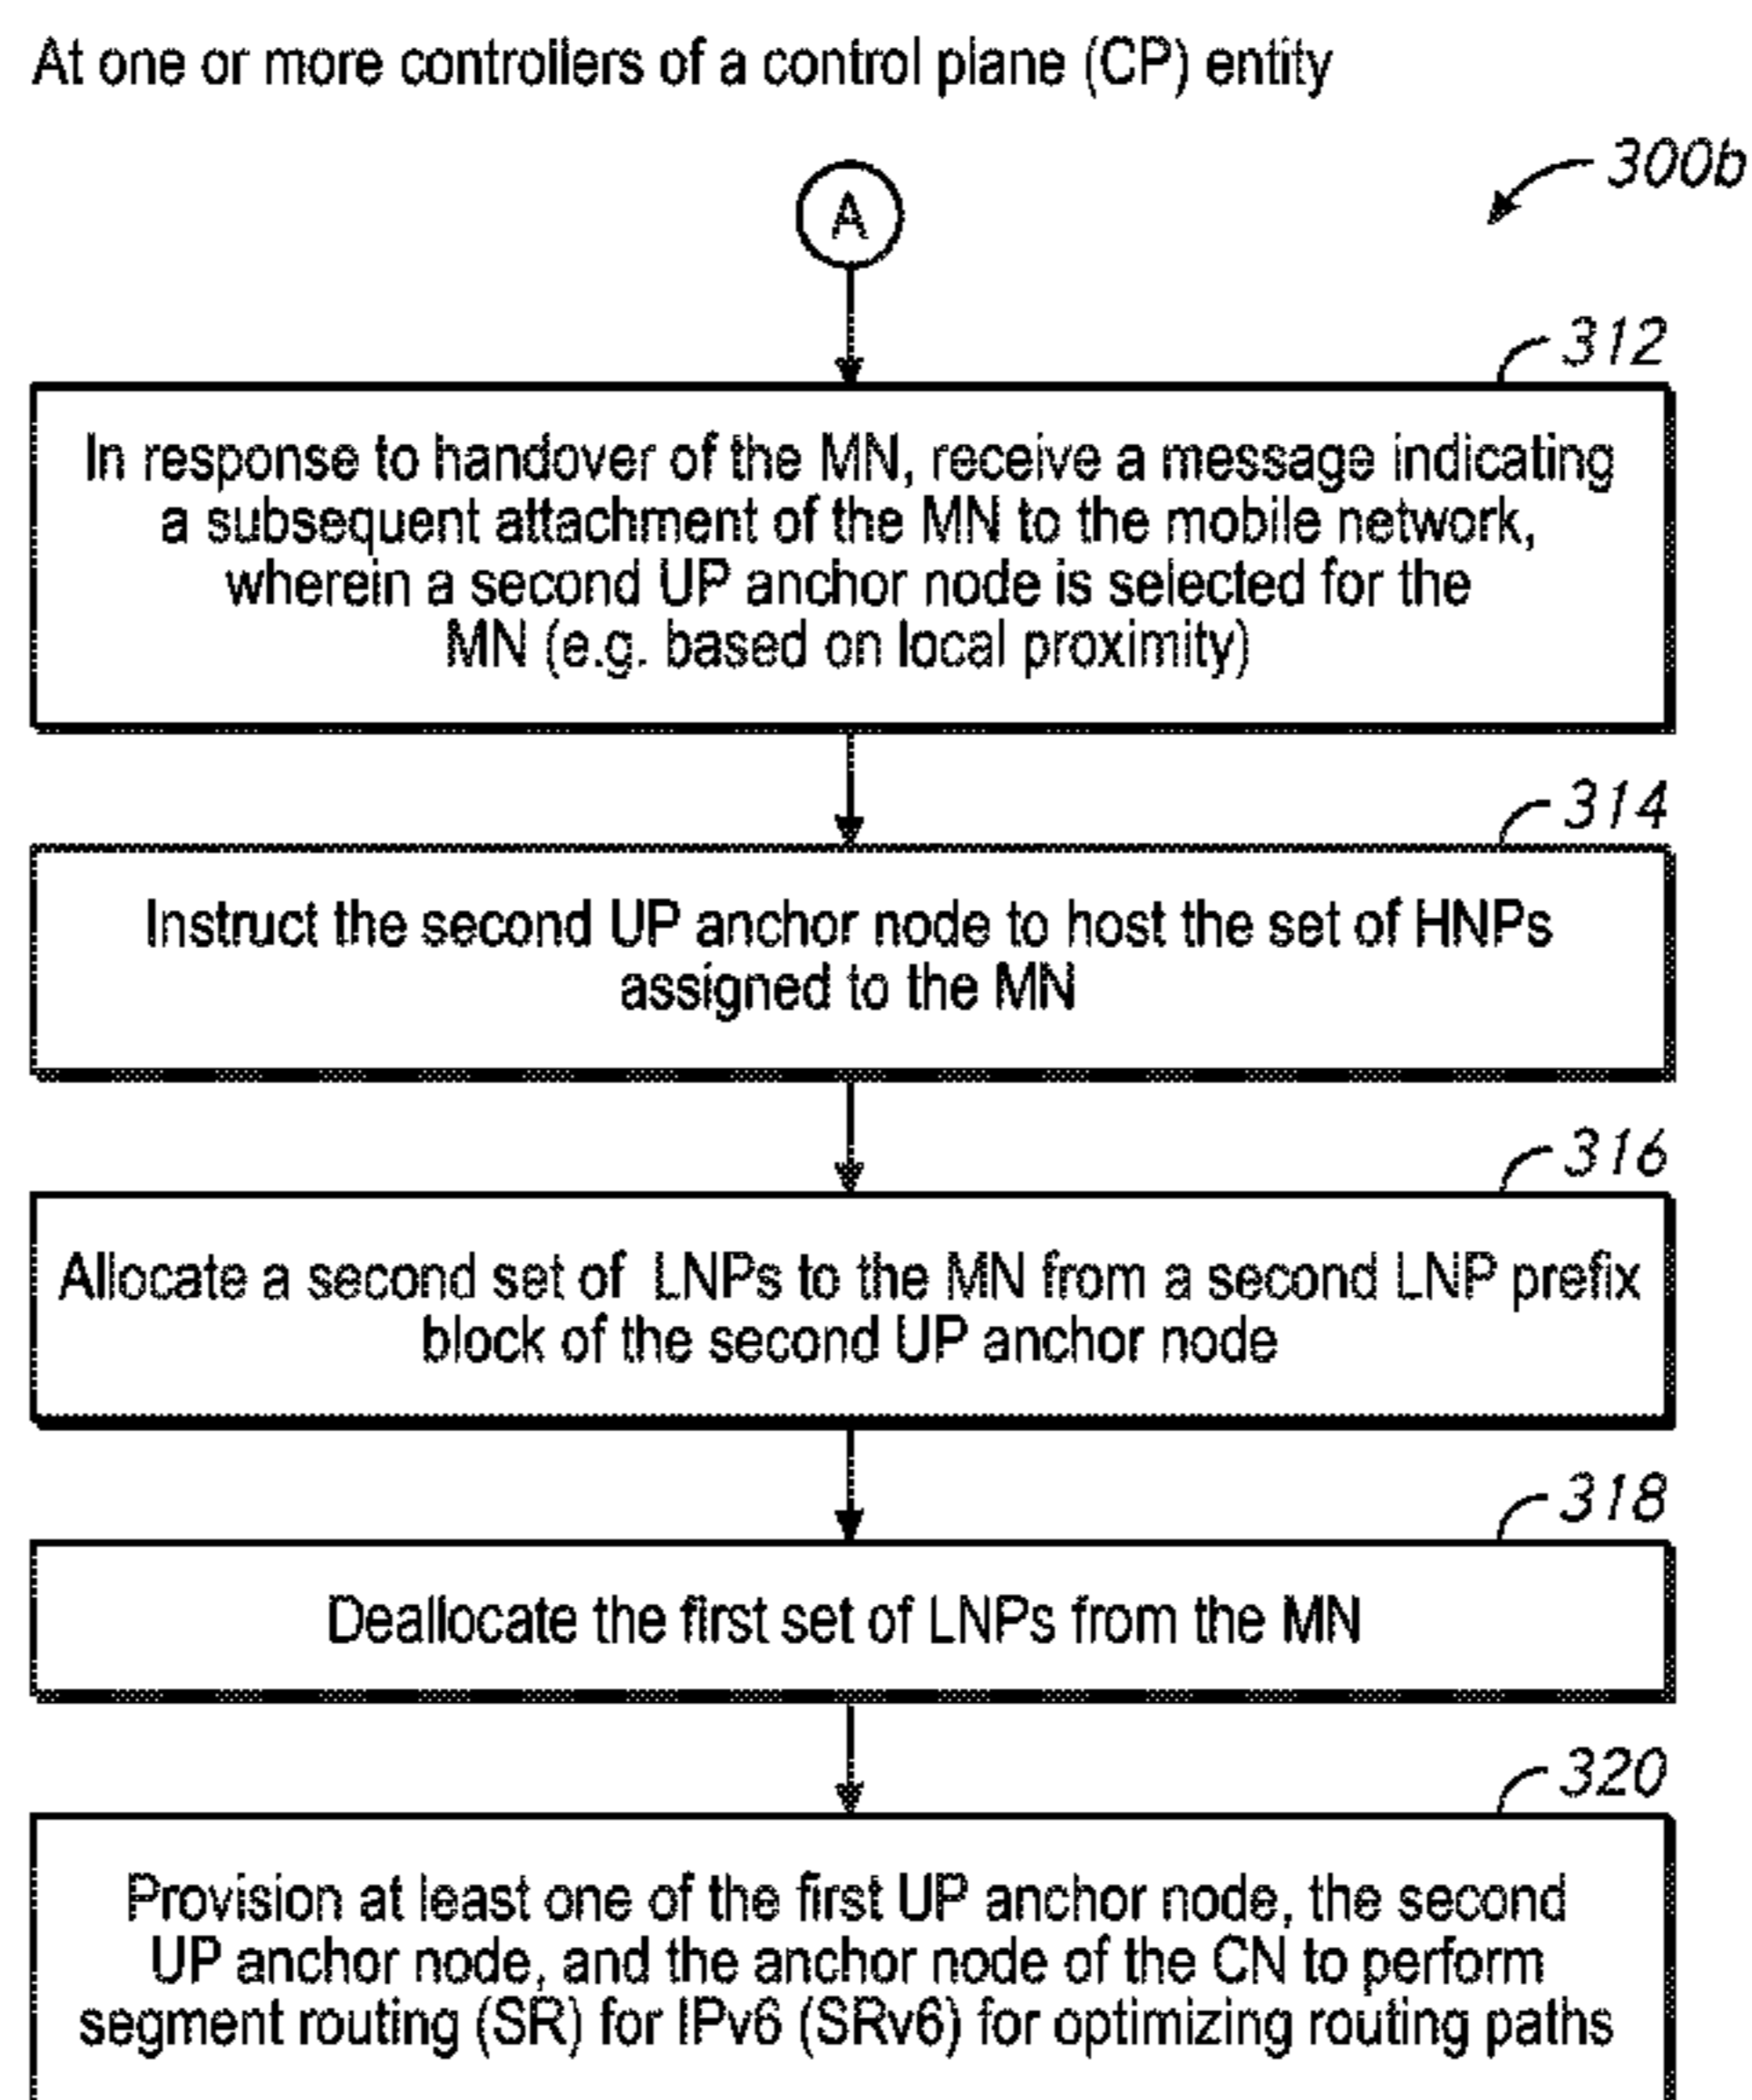 At one or more controllers of a control plane (CP) entity
300b
A
312
In response to handover of the MN, receive a message indicating
a subsequent attachment of the MN to the mobile network,
wherein a second UP anchor node is selected for the
MN (e.g. based on local proximity)
314
Instruct the second UP anchor node to host the set of HNPs
assigned to the MN
316
Allocate a second set of LNPs to the MN from a second LNP prefix
block of the second UP anchor node
318
Deallocate the first set of LNPs from the MN
320
Provision at least one of the first UP anchor node, the second
UP anchor node, and the anchor node of the CN to perform
segment routing (SR) for IPv6 (SRv6) for optimizing routing paths